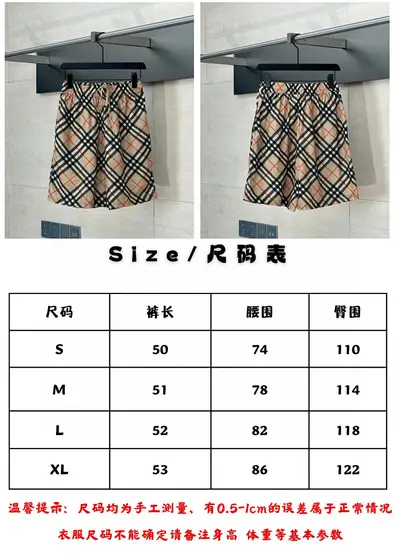 Size/尺码表
尺码 裤长 腰围 臀围
S 50 74 110
M 51 78 114
L 52 82 118
XL 53 86 122
温馨提示：尺码均为手工测量、有0.5-1cm的误差属于正常情况
衣服尺码不能确定请备注身高 体重等基本参数